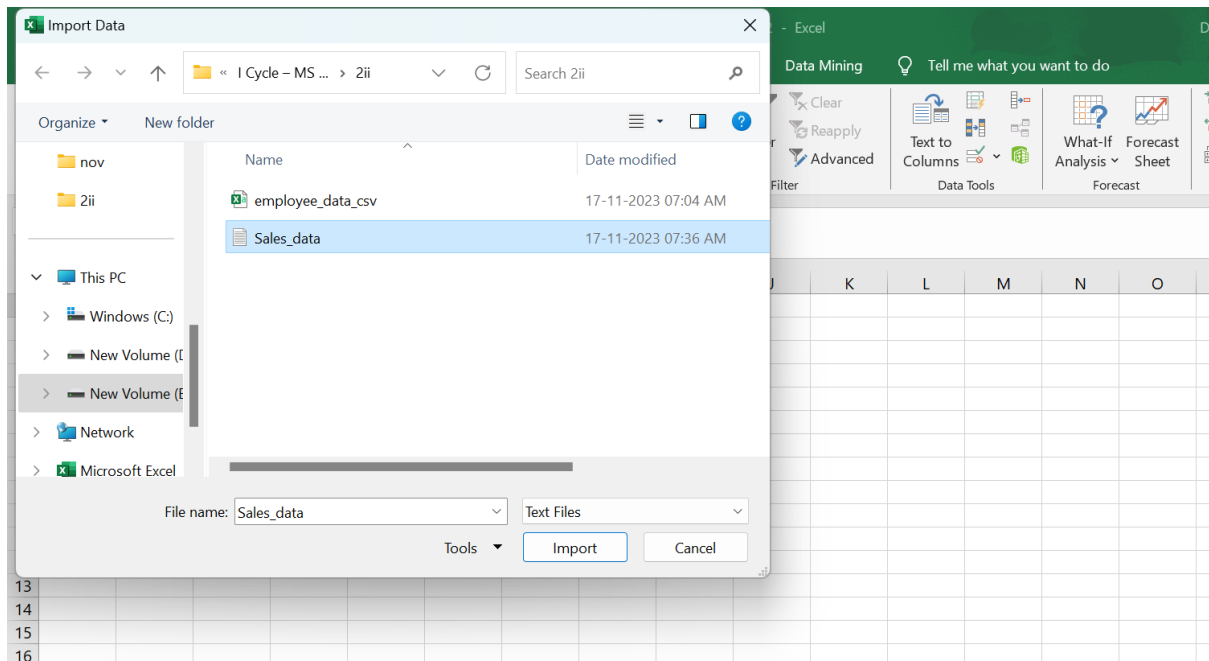 Import Data
- Excel
D
« I Cycle – MS ... › 2ii
Search 2ii
Data Mining
Tell me what you want to do
Organize
New folder
Clear
Reapply
Advanced
Filter
Text to
Columns
Data Tools
What-If
Analysis
Forecast
Sheet
Forecast
nov
2ii
This PC
Windows (C:)
New Volume (D
New Volume (E
Network
Microsoft Excel
Name
Date modified
employee_data_csv 17-11-2023 07:04 AM
Sales_data 17-11-2023 07:36 AM
J K L M N O
File name: Sales_data
Text Files
Tools
Import
Cancel
13
14
15
16